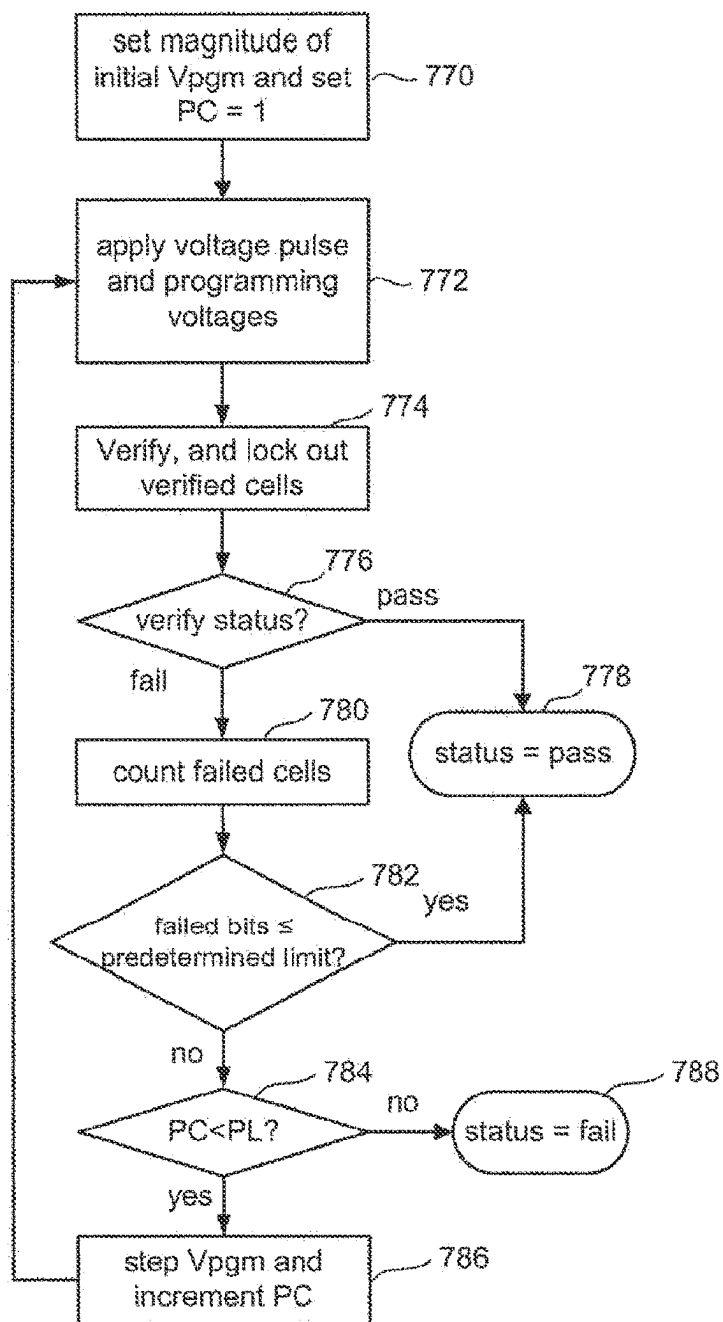 set magnitude of
initial Vpgm and set
PC = 1
770
apply voltage pulse
and programming
voltages
772
774
Verify, and lock out
verified cells
776
verify status?
pass
fail
778
status = pass
780
count failed cells
782
yes
failed bits ≤
predetermined limit?
no
784
PC<PL?
no
788
status = fail
yes
step Vpgm and
increment PC
786